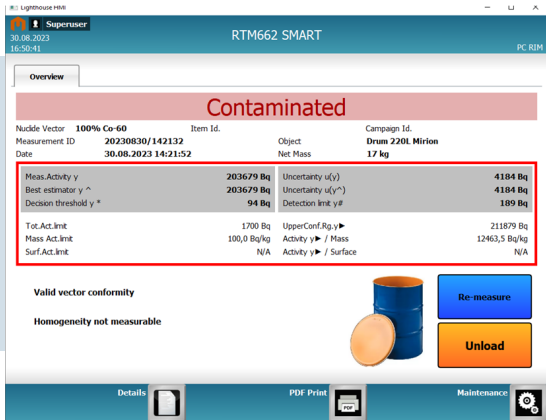 Lighthouse HMI
Superuser
30.08.2023
16:50:41
RTM662 SMART
PC RIM
Overview
Contaminated
Nuclide Vector 100% Co-60 Item Id. Campaign Id.
Measurement ID 20230830/142132 Object Drum 220L Mirion
Date 30.08.2023 14:21:52 Net Mass 17 kg
Meas.Activity y 203679 Bq Uncertainty u(y) 4184 Bq
Best estimator y ^ 203679 Bq Uncertainty u(y^) 4184 Bq
Decision threshold y * 94 Bq Detection limit y# 189 Bq
Tot.Act.limit 1700 Bq UpperConf.Rg.y► 211879 Bq
Mass Act.limit 100,0 Bq/kg Activity y► / Mass 12463,5 Bq/kg
Surf.Act.limit N/A Activity y► / Surface N/A
Valid vector conformity
Homogeneity not measurable
Re-measure
Unload
Details PDF Print PDF Maintenance